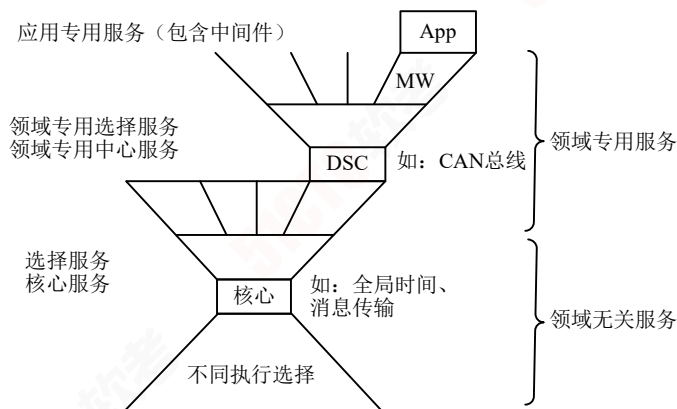 应用专用服务（包含中间件）
App
MW
领域专用选择服务
领域专用中心服务
DSC
如：CAN总线
领域专用服务
选择服务
核心服务
核心
如：全局时间、
消息传输
领域无关服务
不同执行选择